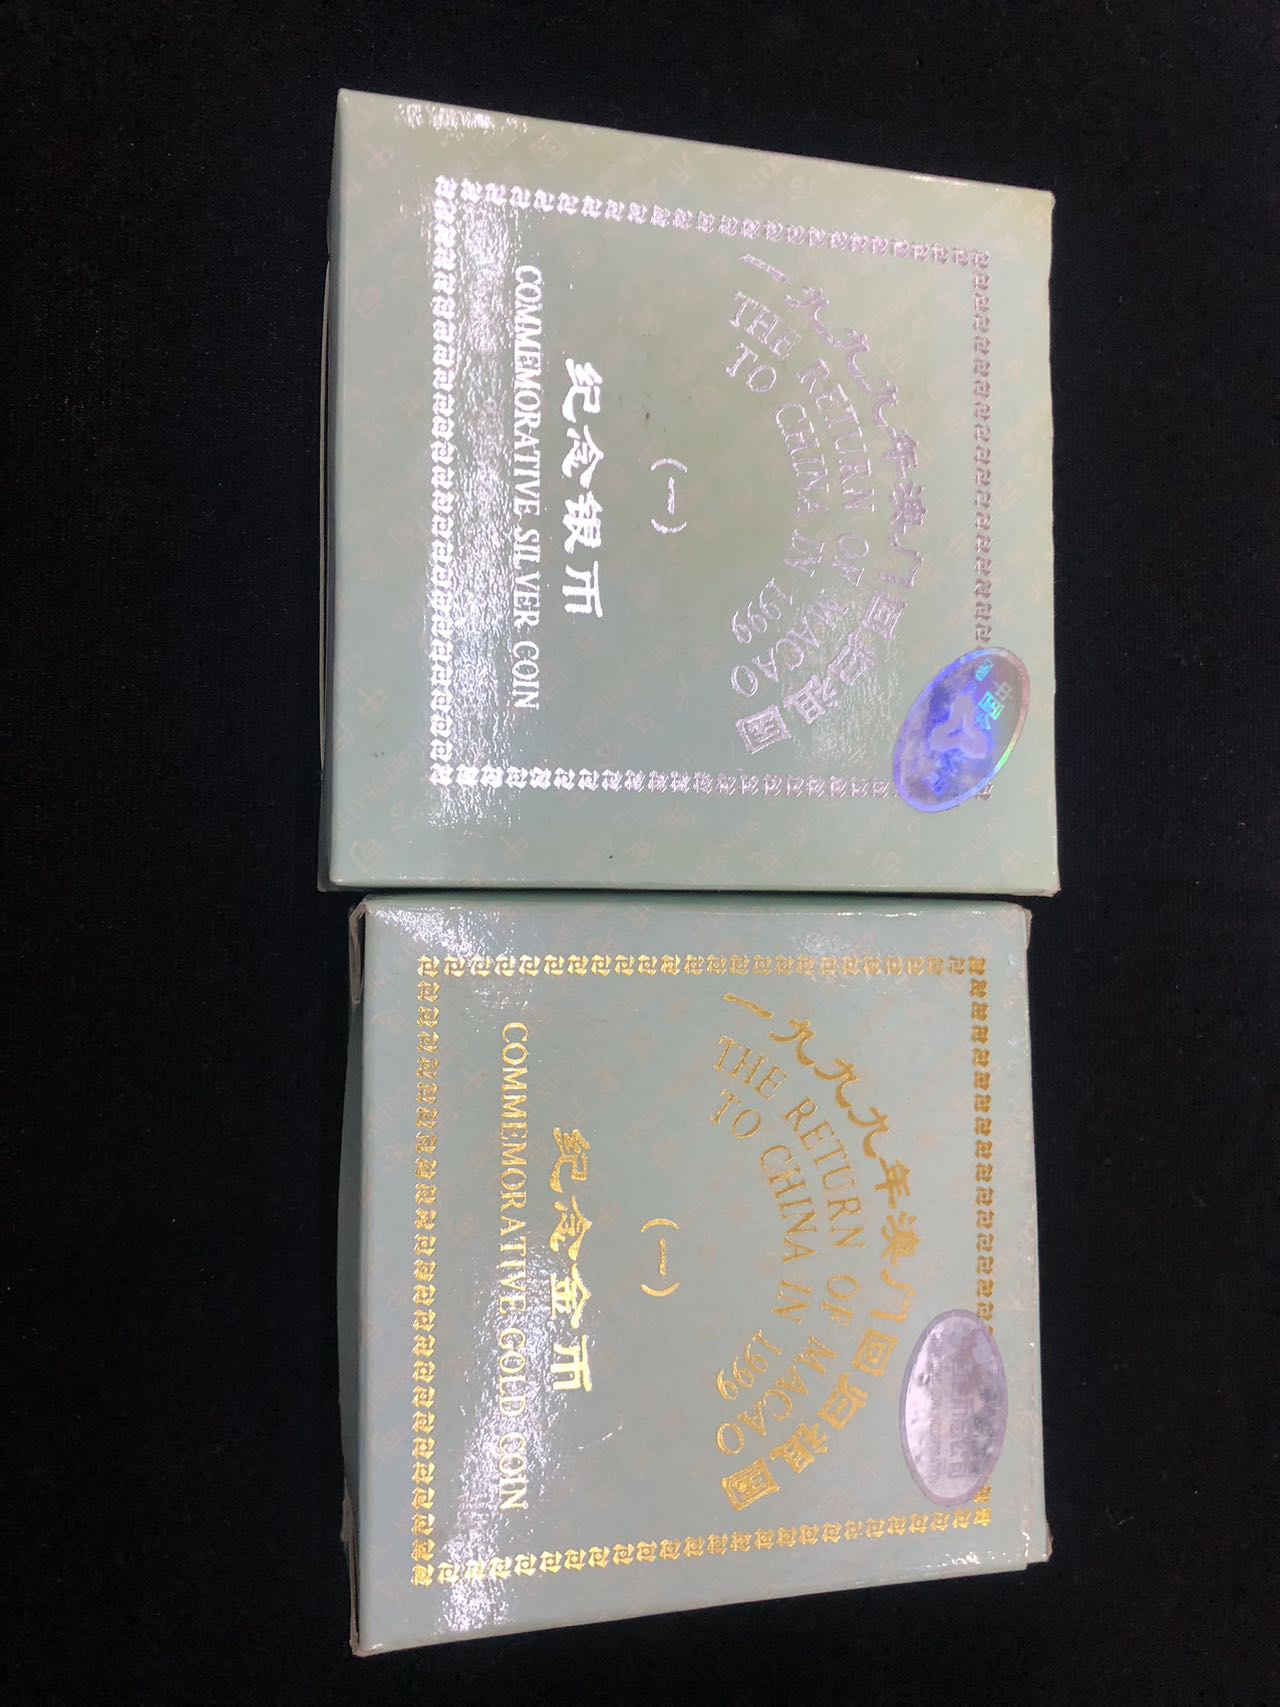 一九九九年澳门回归祖国
THE RETURN OF MACAO
TO CHINA IN 1999
(一)
纪念银币
COMMEMORATIVE SILVER COIN
一九九九年澳门回归祖国
THE RETURN OF MACAO
TO CHINA IN 1999
(一)
纪念金币
COMMEMORATIVE GOLD COIN